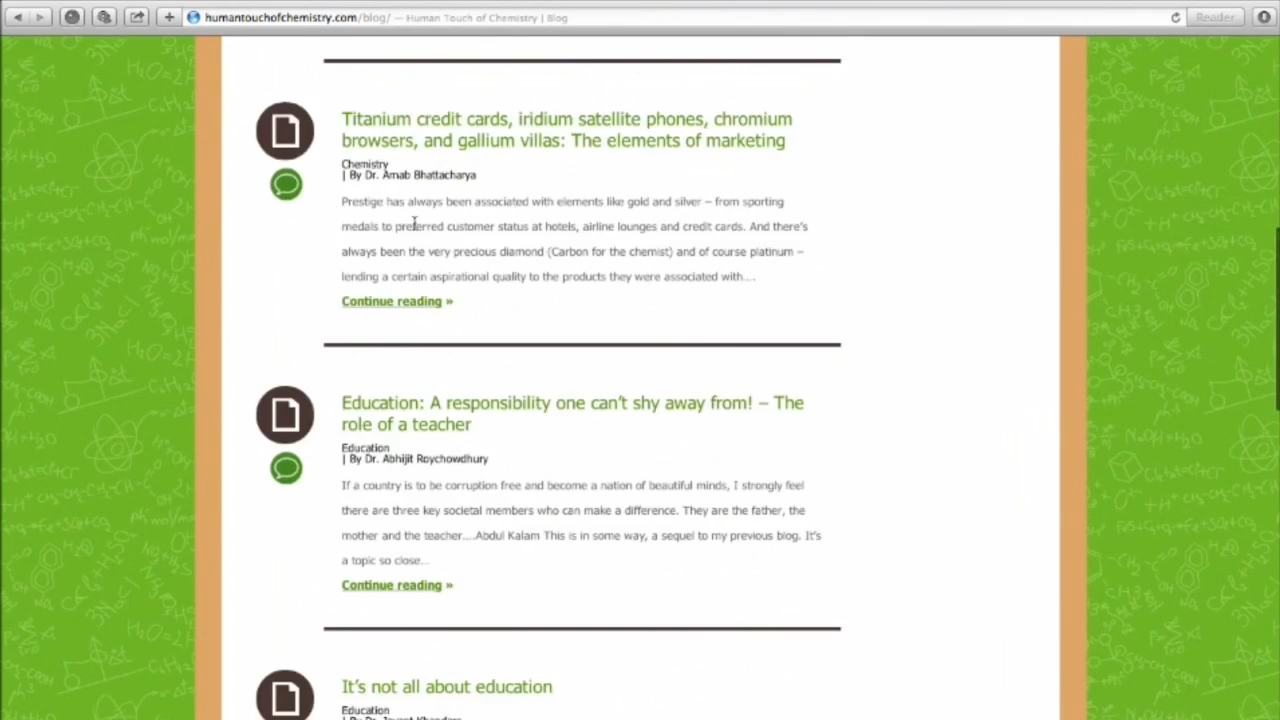 humantouchofchemistry.com/blog/ — Human Touch of Chemistry | Blog
Reader
Titanium credit cards, iridium satellite phones, chromium
browsers, and gallium villas: The elements of marketing
Chemistry
| By Dr. Arnab Bhattacharya
Prestige has always been associated with elements like gold and silver – from sporting
medals to preferred customer status at hotels, airline lounges and credit cards. And there's
always been the very precious diamond (Carbon for the chemist) and of course platinum –
lending a certain aspirational quality to the products they were associated with....
Continue reading »
Education: A responsibility one can't shy away from! – The
role of a teacher
Education
| By Dr. Abhijit Roychowdhury
If a country is to be corruption free and become a nation of beautiful minds, I strongly feel
there are three key societal members who can make a difference. They are the father, the
mother and the teacher....Abdul Kalam This is in some way, a sequel to my previous blog. It's
a topic so close...
Continue reading »
It's not all about education
Education
| By Dr. Jayant Khandare